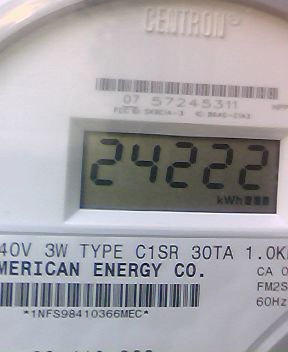 CENTRON®
07 57245311
24222
kWh
40V 3W TYPE C1SR 30TA 1.0K
MERICAN ENERGY CO.
CA 0
FM2S
60Hz
*1NFS98410366MEC*